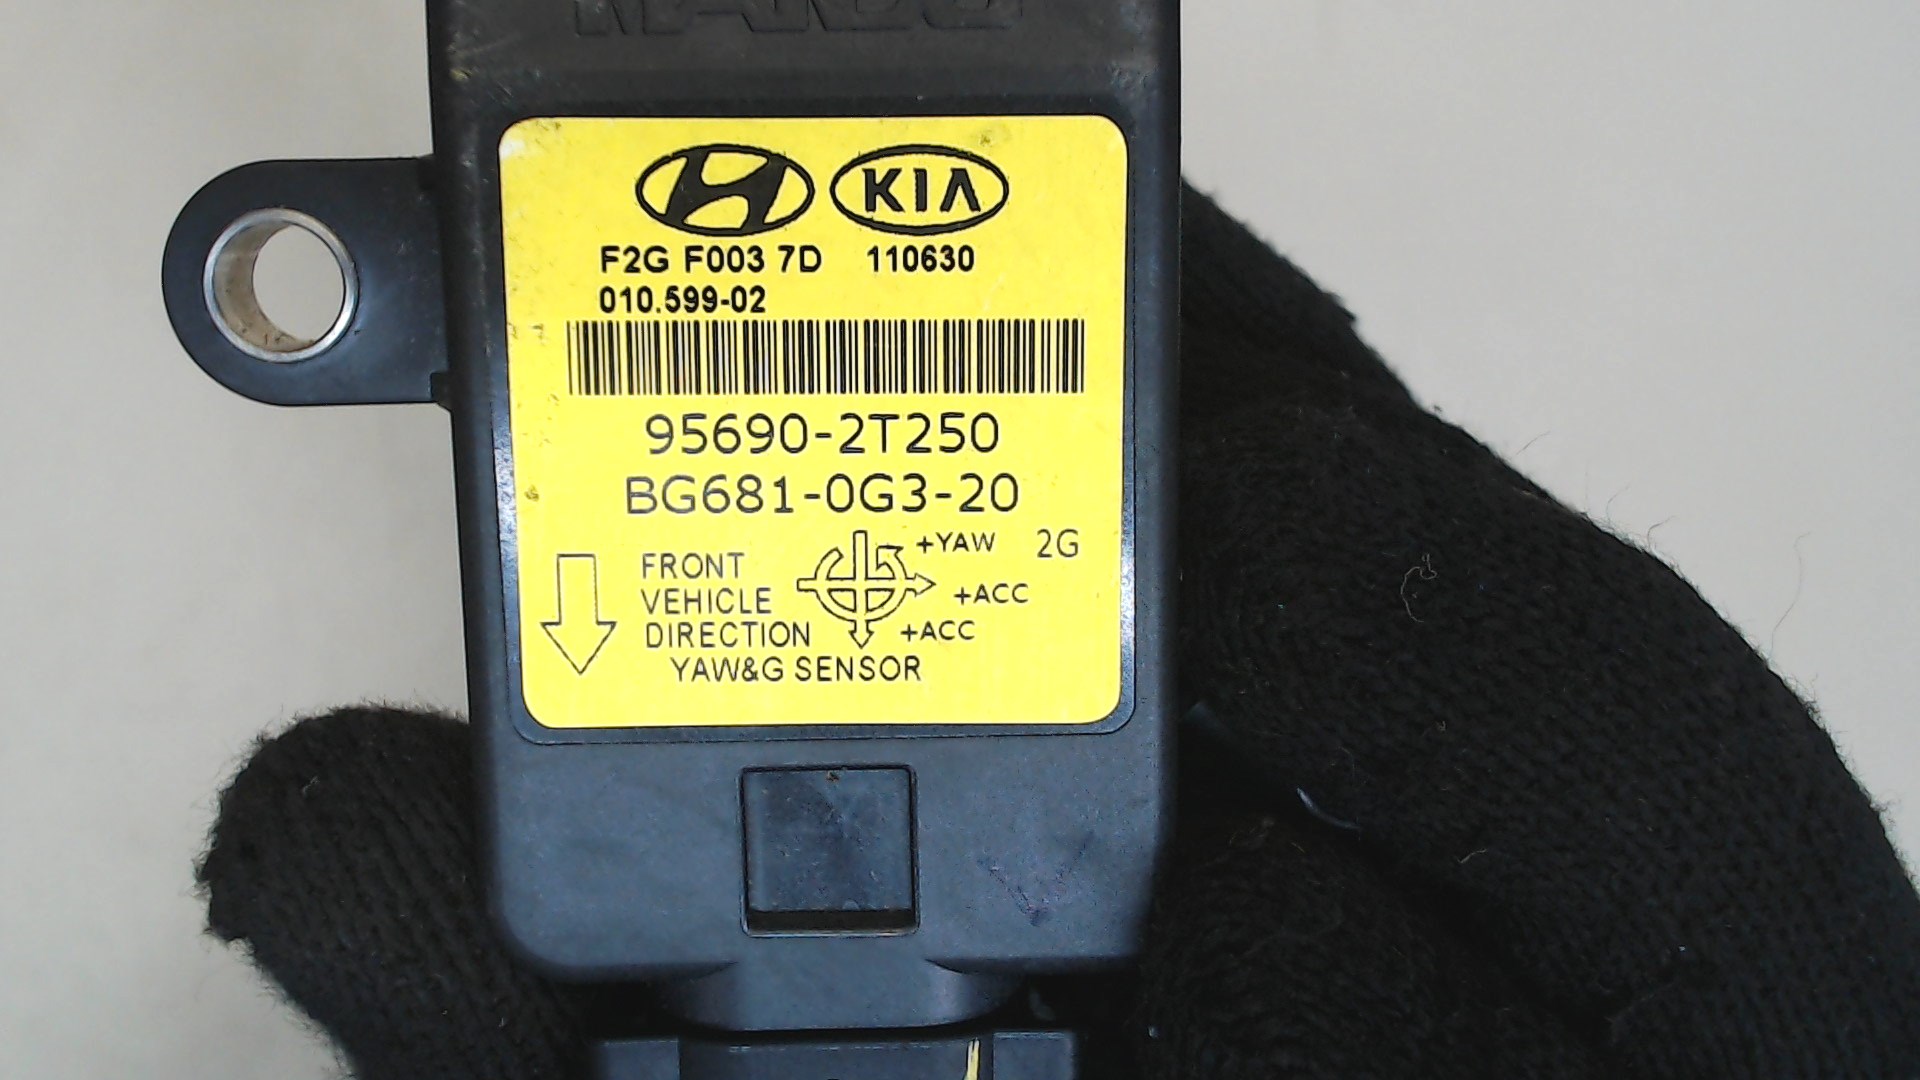 MANDO
KIA
F2G F003 7D 110630
010.599-02
95690-2T250
BG681-0G3-20
+YAW 2G
FRONT
VEHICLE +ACC
DIRECTION +ACC
YAW&G SENSOR